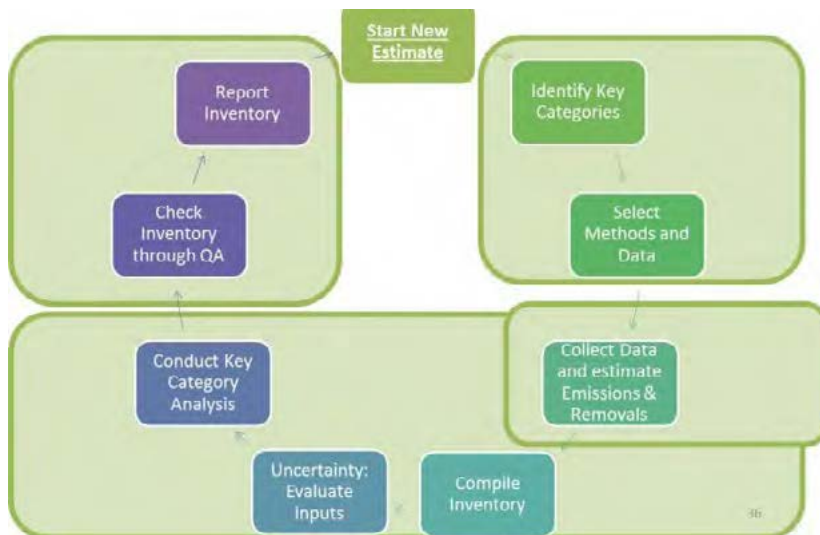 Start New
Estimate
Identify Key
Categories
Select
Methods and
Data
Collect Data
and estimate
Emissions &
Removals
Compile
Inventory
Uncertainty:
Evaluate
Inputs
Conduct Key
Category
Analysis
Check
Inventory
through QA
Report
Inventory
36